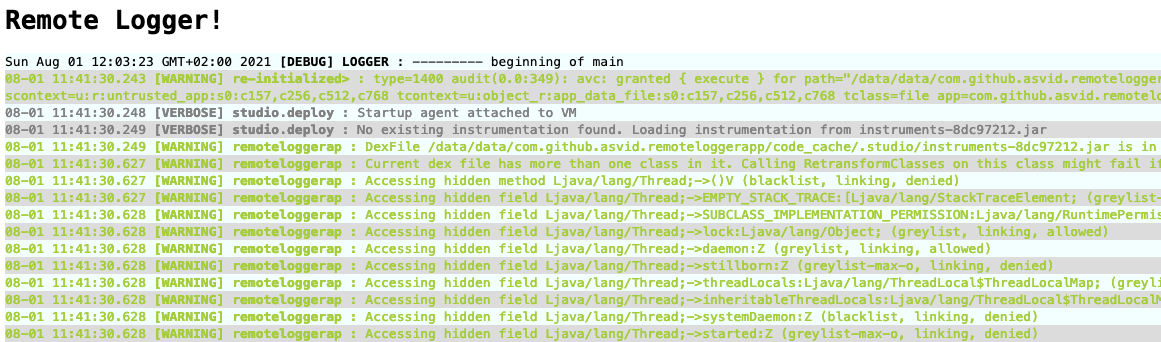 Remote Logger!
Sun Aug 01 12:03:23 GMT+02:00 2021 [DEBUG] LOGGER : --------- beginning of main
08-01 11:41:30.243 [WARNING] re-initialized> : type=1400 audit(0.0:349): avc: granted { execute } for path="/data/data/com.github.asvid.remotelogger
scontext=u:r:untrusted_app:s0:c157,c256,c512,c768 tcontext=u:object_r:app_data_file:s0:c157,c256,c512,c768 tclass=file app=com.github.asvid.remotelo
08-01 11:41:30.248 [VERBOSE] studio.deploy : Startup agent attached to VM
08-01 11:41:30.249 [VERBOSE] studio.deploy : No existing instrumentation found. Loading instrumentation from instruments-8dc97212.jar
08-01 11:41:30.249 [WARNING] remoteloggerap : DexFile /data/data/com.github.asvid.remoteloggerapp/code_cache/.studio/instruments-8dc97212.jar is in
08-01 11:41:30.627 [WARNING] remoteloggerap : Current dex file has more than one class in it. Calling RetransformClasses on this class might fail if
08-01 11:41:30.627 [WARNING] remoteloggerap : Accessing hidden method Ljava/lang/Thread;->()V (blacklist, linking, denied)
08-01 11:41:30.627 [WARNING] remoteloggerap : Accessing hidden field Ljava/lang/Thread;->EMPTY_STACK_TRACE:[Ljava/lang/StackTraceElement; (greylist-
08-01 11:41:30.628 [WARNING] remoteloggerap : Accessing hidden field Ljava/lang/Thread;->SUBCLASS_IMPLEMENTATION_PERMISSION:Ljava/lang/RuntimePermis
08-01 11:41:30.628 [WARNING] remoteloggerap : Accessing hidden field Ljava/lang/Thread;->lock:Ljava/lang/Object; (greylist, linking, allowed)
08-01 11:41:30.628 [WARNING] remoteloggerap : Accessing hidden field Ljava/lang/Thread;->daemon:Z (greylist, linking, allowed)
08-01 11:41:30.628 [WARNING] remoteloggerap : Accessing hidden field Ljava/lang/Thread;->stillborn:Z (greylist-max-o, linking, denied)
08-01 11:41:30.628 [WARNING] remoteloggerap : Accessing hidden field Ljava/lang/Thread;->threadLocals:Ljava/lang/ThreadLocal$ThreadLocalMap; (greyli
08-01 11:41:30.628 [WARNING] remoteloggerap : Accessing hidden field Ljava/lang/Thread;->inheritableThreadLocals:Ljava/lang/ThreadLocal$ThreadLocalM
08-01 11:41:30.628 [WARNING] remoteloggerap : Accessing hidden field Ljava/lang/Thread;->systemDaemon:Z (blacklist, linking, denied)
08-01 11:41:30.628 [WARNING] remoteloggerap : Accessing hidden field Ljava/lang/Thread;->started:Z (greylist-max-o, linking, denied)